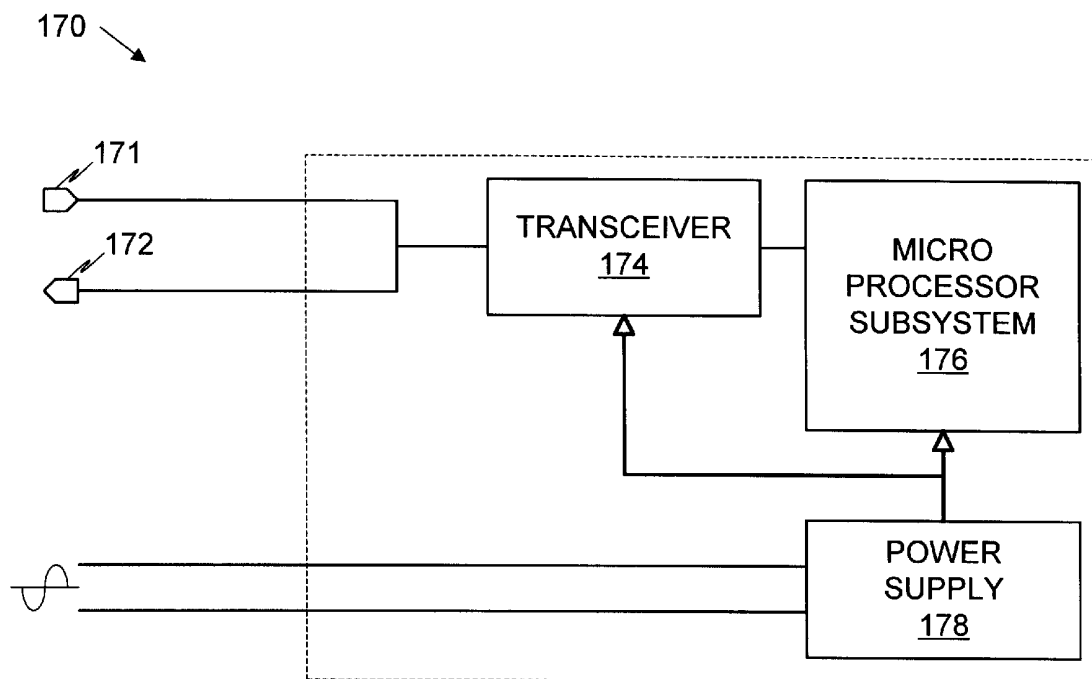 170
171
172
TRANSCEIVER
174
MICRO
PROCESSOR
SUBSYSTEM
176
POWER
SUPPLY
178